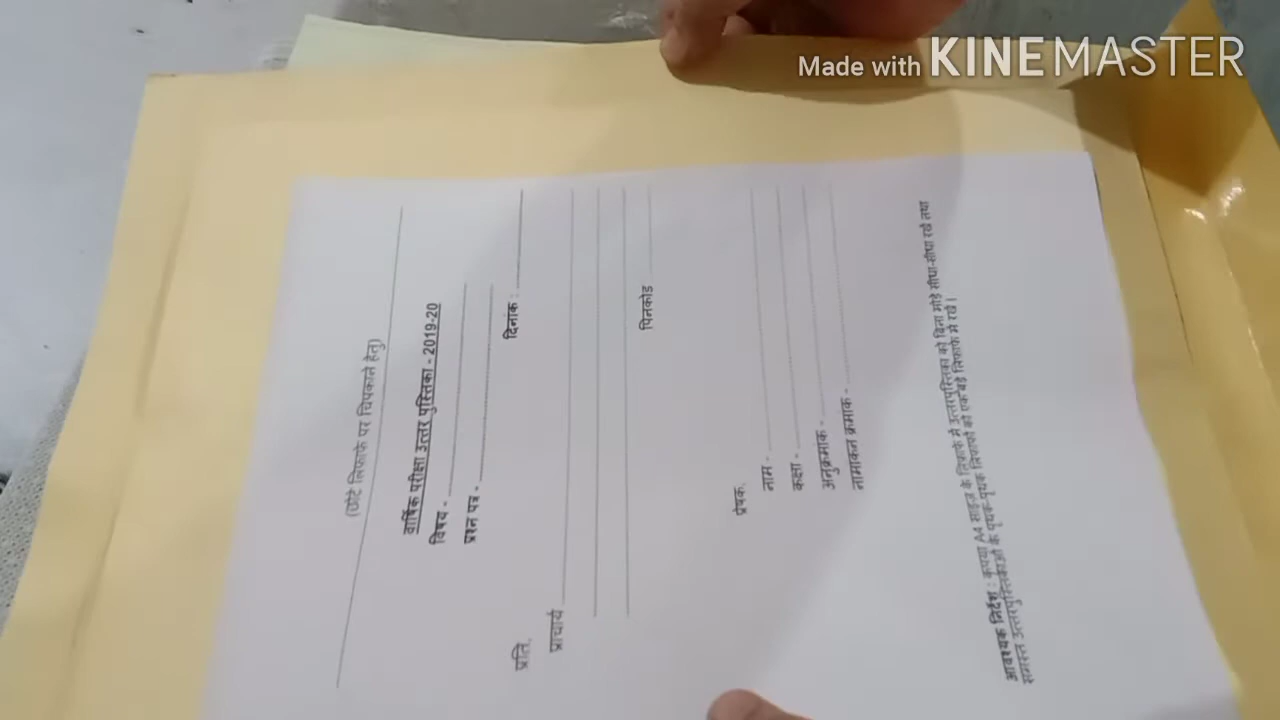 Made with KINEMASTER
(छोटे लिफाफे पर चिपकाने हेतु)
वार्षिक परीक्षा उत्तर पुस्तिका - 2019-20
विषय -
प्रश्न पत्र -
प्रति, दिनांक :
प्राचार्य
पिनकोड
प्रेषक,
नाम -
कक्षा -
अनुक्रमांक -
नामांकन क्रमांक -
आवश्यक निर्देश : कृपया A4 साइज के लिफाफे में उत्तरपुस्तिका को बिना मोड़े सीधा-सीधा रखें तथा
समस्त उत्तरपुस्तिकाओं के पृथक-पृथक लिफाफों को एक बड़े लिफाफे में रखें।